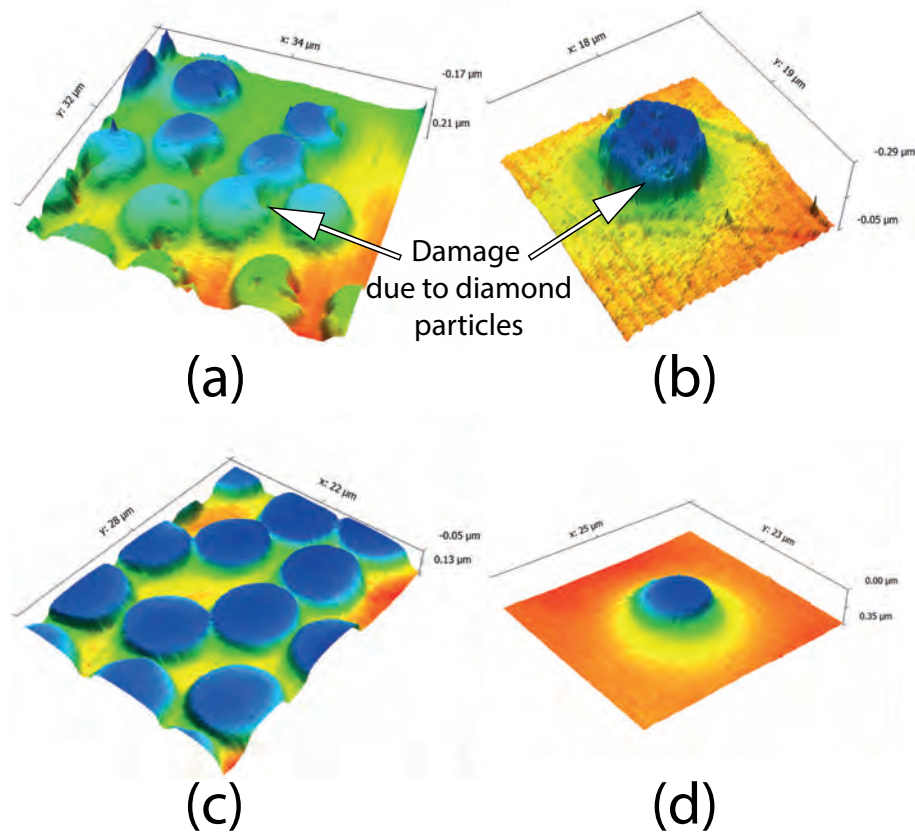 x: 34 µm
y: 32 µm
-0.17 µm
0.21 µm
x: 18 µm
y: 19 µm
-0.29 µm
-0.05 µm
Damage
due to diamond
particles
(a)
(b)
x: 22 µm
y: 28 µm
-0.05 µm
0.13 µm
x: 25 µm
y: 23 µm
0.00 µm
0.35 µm
(c)
(d)